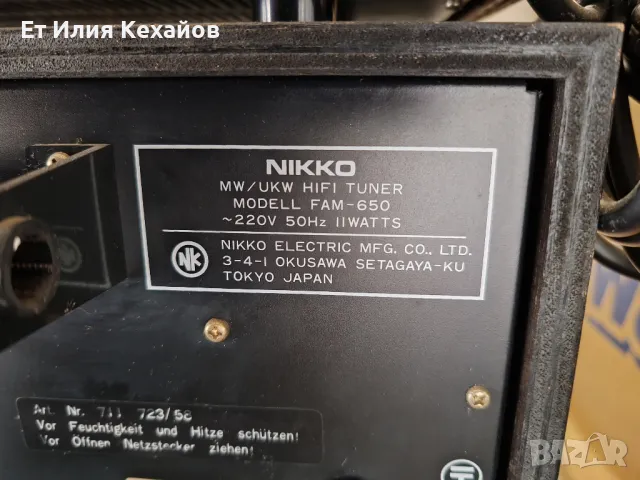 Ет Илия Кехайов
NIKKO
MW/UKW HIFI TUNER
MODELL FAM-650
~220V 50Hz 11WATTS
NK
NIKKO ELECTRIC MFG. CO., LTD.
3-4-1 OKUSAWA SETAGAYA-KU
TOKYO JAPAN
Art. Nr. 711 723/58
Vor Feuchtigkeit und Hitze schützen!
Vor Öffnen Netzstecker ziehen!
BAZAR